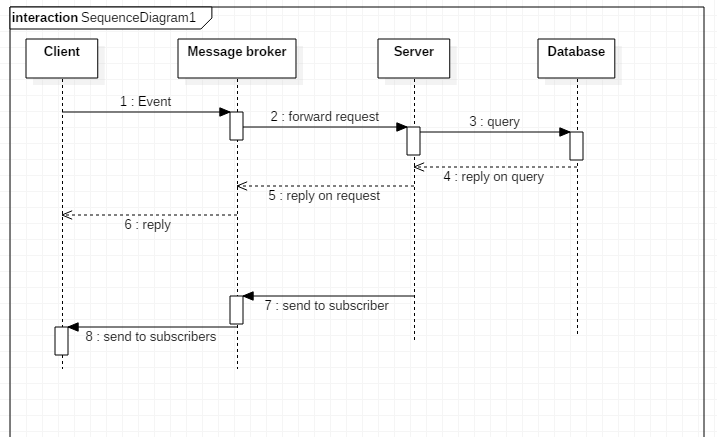 interaction SequenceDiagram1
Client
Message broker
Server
Database
1 : Event
2 : forward request
3 : query
4 : reply on query
5 : reply on request
6 : reply
7 : send to subscriber
8 : send to subscribers